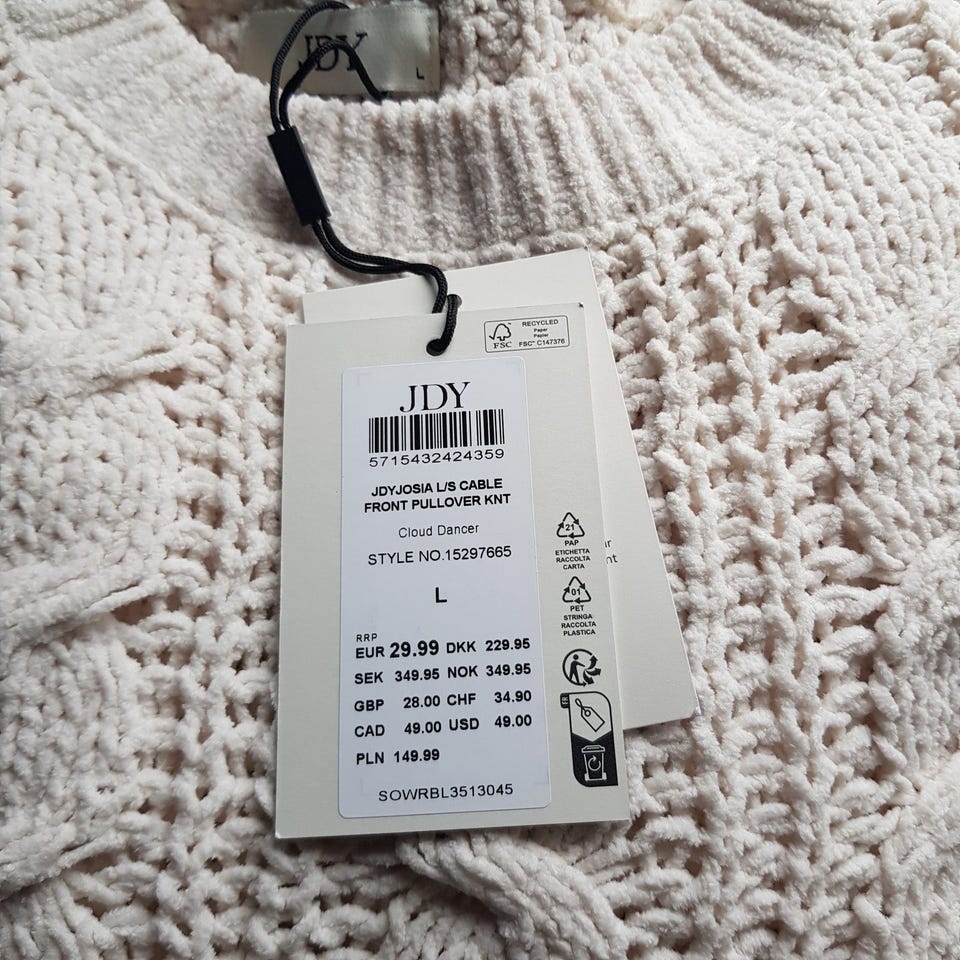 JDY
L
RECYCLED
Paper
Papier
FSC
FSC™ C147376
JDY
5715432424359
JDYJOSIA L/S CABLE
FRONT PULLOVER KNT
Cloud Dancer
STYLE NO.15297665
L
RRP
EUR 29.99 DKK 229.95
SEK 349.95 NOK 349.95
GBP 28.00 CHF 34.90
CAD 49.00 USD 49.00
PLN 149.99
SOWRBL3513045
21
PAP
ETICHETTA
RACCOLTA
CARTA
01
PET
STRINGA
RACCOLTA
PLASTICA